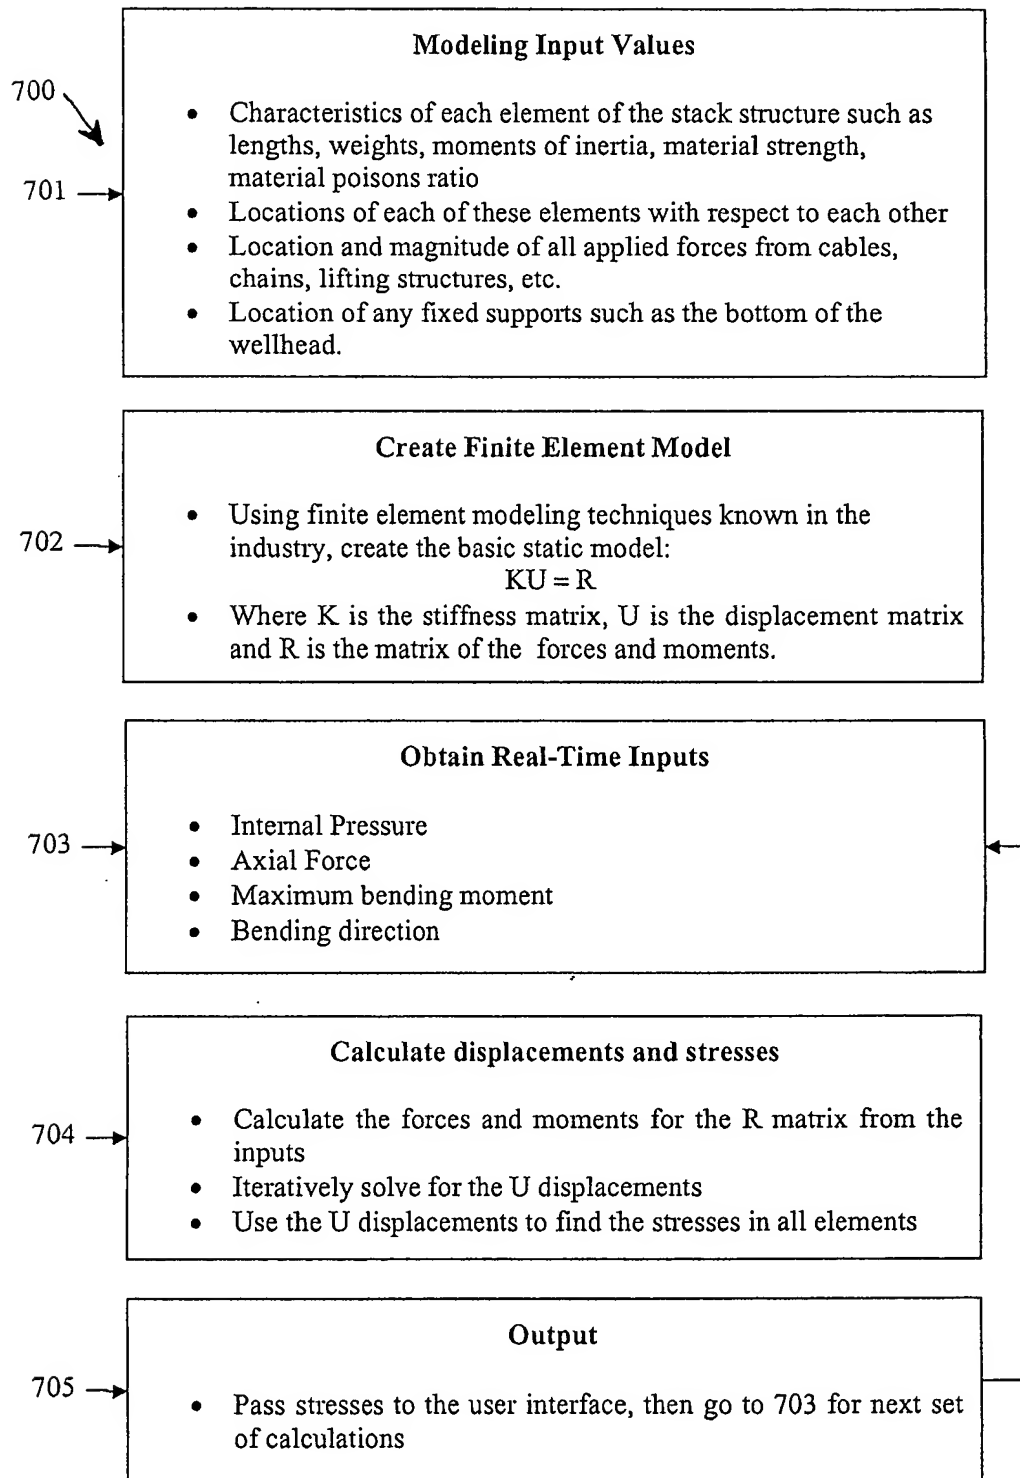 Modeling Input Values
700
• Characteristics of each element of the stack structure such as
lengths, weights, moments of inertia, material strength,
material poisons ratio
701
• Locations of each of these elements with respect to each other
• Location and magnitude of all applied forces from cables,
chains, lifting structures, etc.
• Location of any fixed supports such as the bottom of the
wellhead.
Create Finite Element Model
• Using finite element modeling techniques known in the
702
industry, create the basic static model:
KU = R
• Where K is the stiffness matrix, U is the displacement matrix
and R is the matrix of the forces and moments.
Obtain Real-Time Inputs
• Internal Pressure
703
• Axial Force
• Maximum bending moment
• Bending direction
Calculate displacements and stresses
• Calculate the forces and moments for the R matrix from the
704
inputs
• Iteratively solve for the U displacements
• Use the U displacements to find the stresses in all elements
Output
705
• Pass stresses to the user interface, then go to 703 for next set
of calculations